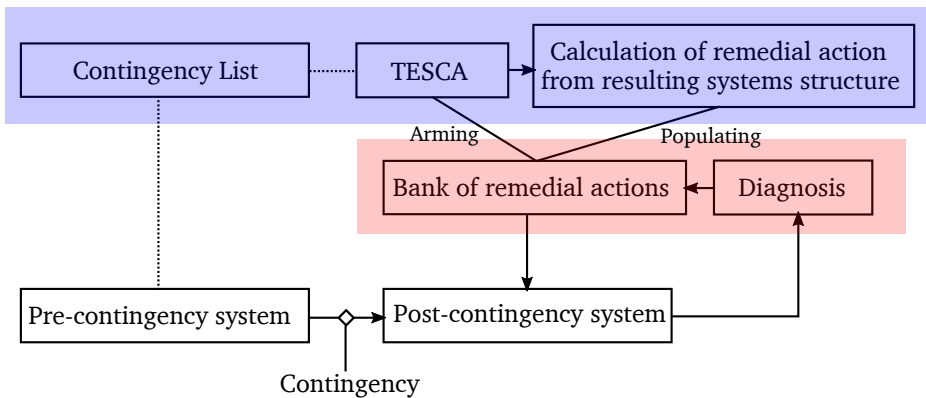 Contingency List
TESCA
Calculation of remedial action
from resulting systems structure
Arming
Populating
Bank of remedial actions
Diagnosis
Pre-contingency system
Post-contingency system
Contingency